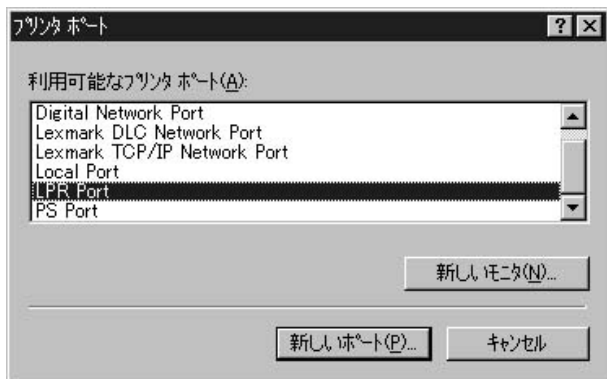 プリンタ ポート
利用可能なプリンタ ポート(A):
Digital Network Port
Lexmark DLC Network Port
Lexmark TCP/IP Network Port
Local Port
LPR Port
PS Port
新しいモニタ(N)...
新しいポート(P)...
キャンセル